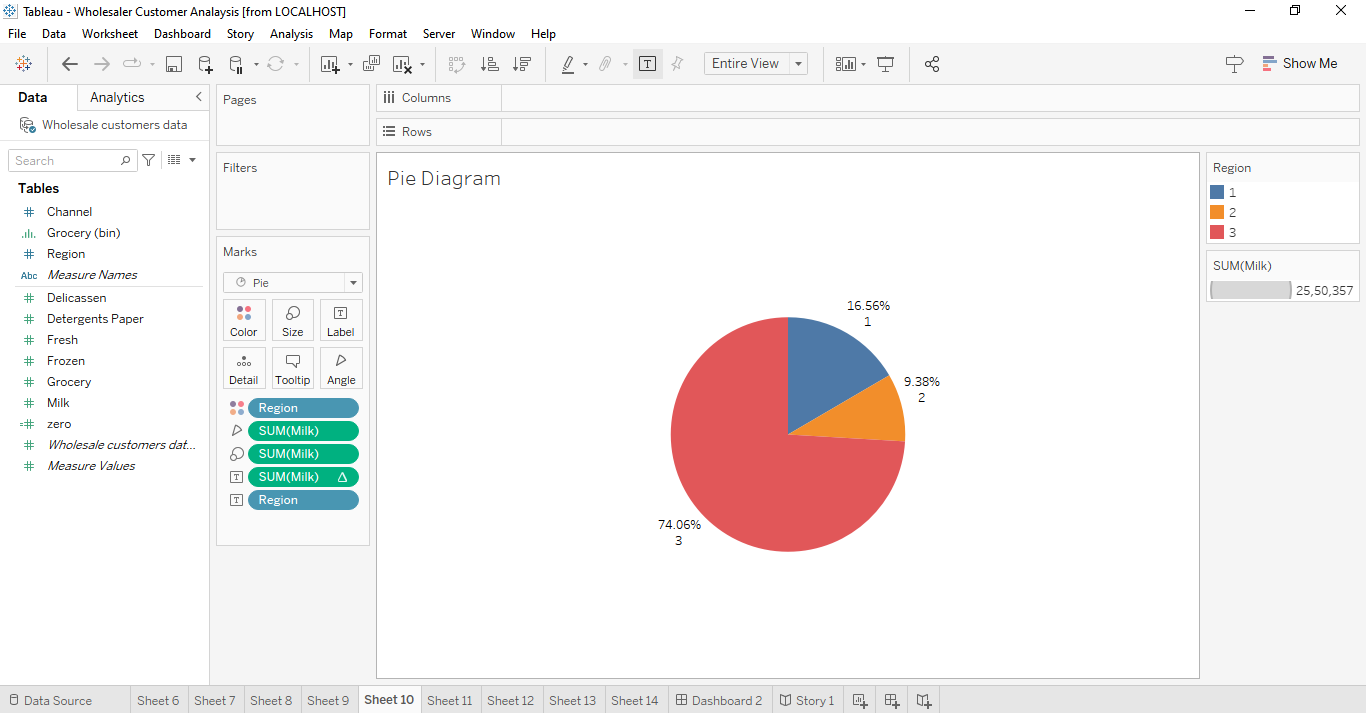 Tableau - Wholesaler Customer Analaysis [from LOCALHOST]
File Data Worksheet Dashboard Story Analysis Map Format Server Window Help
Entire View
Show Me
Data Analytics
Wholesale customers data
Search
Tables
Channel
Grocery (bin)
Region
Abc Measure Names
Delicassen
Detergents Paper
Fresh
Frozen
Grocery
Milk
zero
Wholesale customers dat...
Measure Values
Pages
Filters
Marks
Pie
Color Size Label
Detail Tooltip Angle
Region
SUM(Milk)
SUM(Milk)
SUM(Milk) Δ
Region
Columns
Rows
Pie Diagram
16.56%
1
9.38%
2
74.06%
3
Region
1
2
3
SUM(Milk)
25,50,357
Data Source Sheet 6 Sheet 7 Sheet 8 Sheet 9 Sheet 10 Sheet 11 Sheet 12 Sheet 13 Sheet 14 Dashboard 2 Story 1